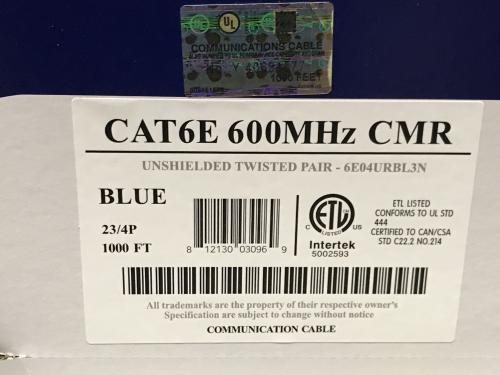 UL
COMMUNICATIONS CABLE
1000 FEET
CAT6E 600MHz CMR
UNSHIELDED TWISTED PAIR - 6E04URBL3N
BLUE
23/4P
1000 FT
8 12130 03096 9
ETL
C LISTED US
Intertek
5002593
ETL LISTED
CONFORMS TO UL STD
444
CERTIFIED TO CAN/CSA
STD C22.2 NO.214
All trademarks are the property of their respective owner's
Specification are subject to change without notice
COMMUNICATION CABLE